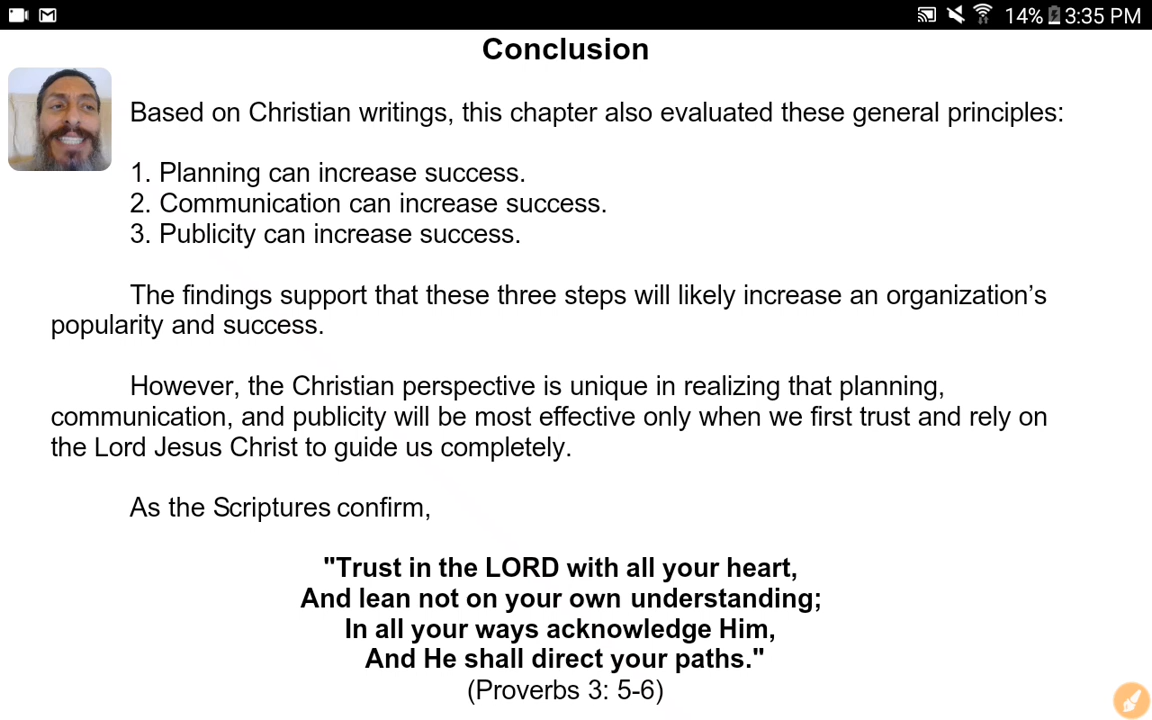 14% 3:35 PM
Conclusion
Based on Christian writings, this chapter also evaluated these general principles:
1. Planning can increase success.
2. Communication can increase success.
3. Publicity can increase success.
The findings support that these three steps will likely increase an organization’s
popularity and success.
However, the Christian perspective is unique in realizing that planning,
communication, and publicity will be most effective only when we first trust and rely on
the Lord Jesus Christ to guide us completely.
As the Scriptures confirm,
"Trust in the LORD with all your heart,
And lean not on your own understanding;
In all your ways acknowledge Him,
And He shall direct your paths."
(Proverbs 3: 5-6)